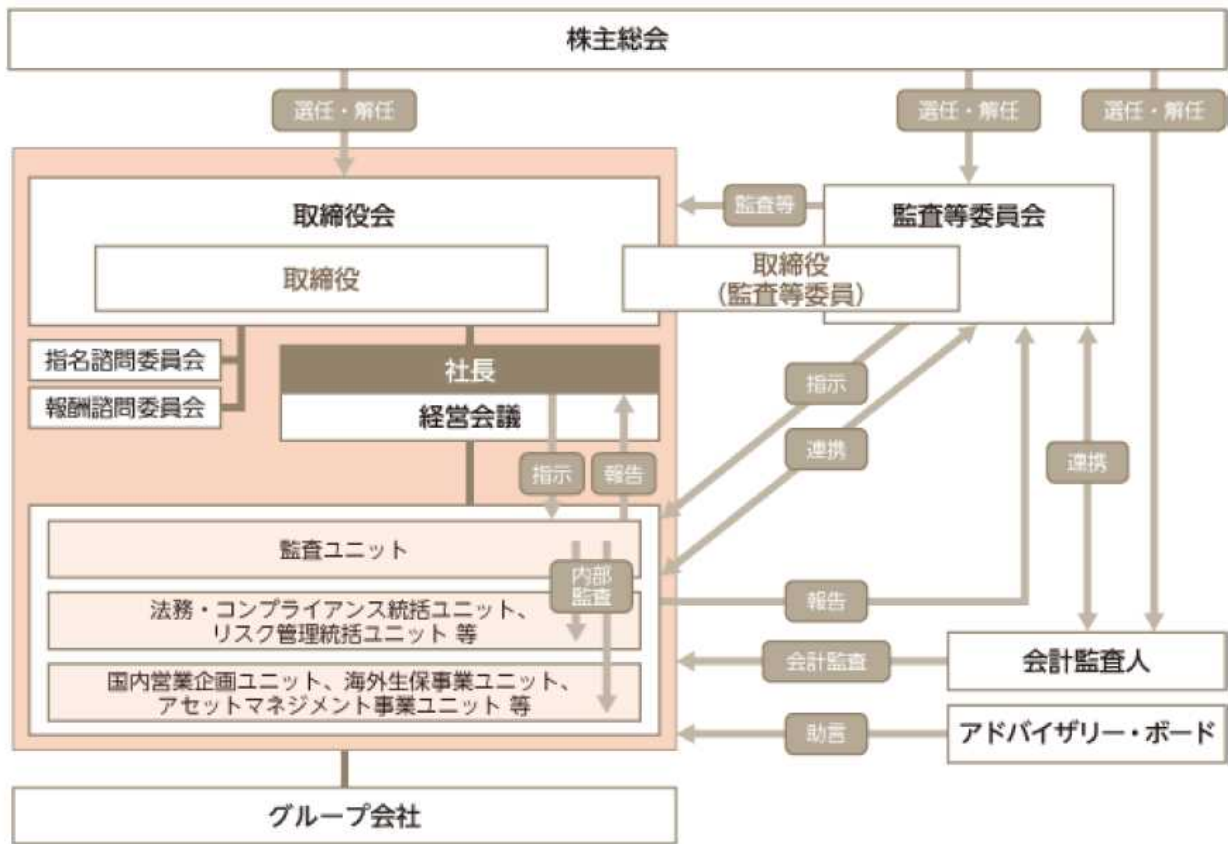 株主総会
選任・解任
選任・解任
選任・解任
取締役会
監査等
監査等委員会
取締役
取締役
（監査等委員）
指名諮問委員会
報酬諮問委員会
社長
経営会議
指示
連携
連携
指示
報告
監査ユニット
内部
監査
法務・コンプライアンス統括ユニット、
リスク管理統括ユニット 等
報告
国内営業企画ユニット、海外生保事業ユニット、
アセットマネジメント事業ユニット 等
会計監査
会計監査人
助言
アドバイザリー・ボード
グループ会社